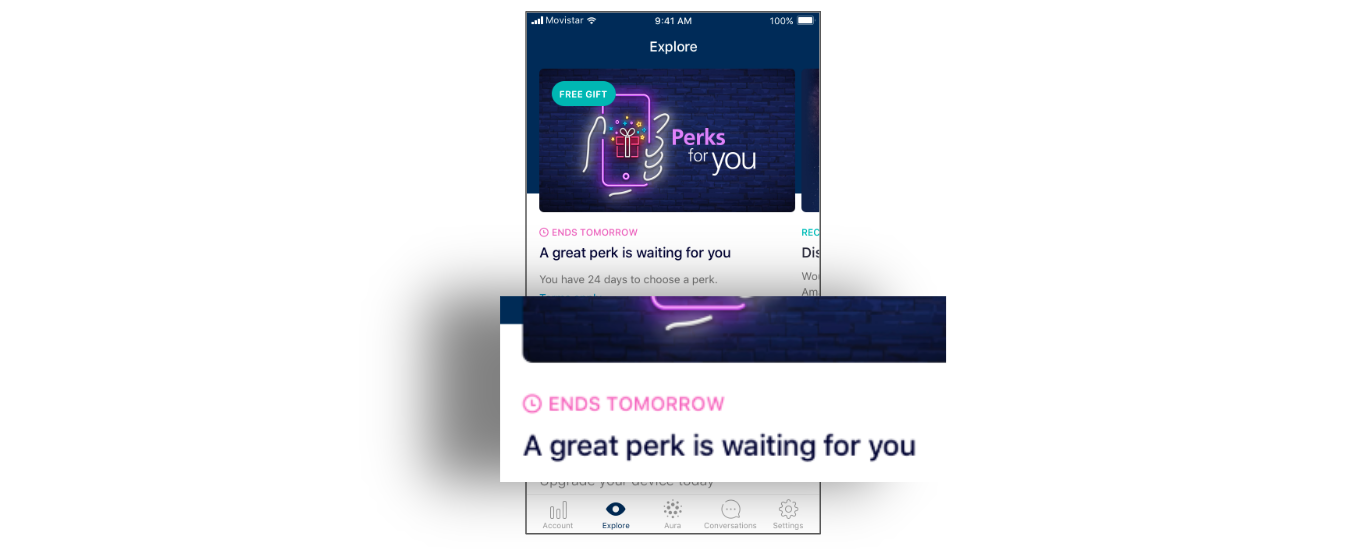 Movistar 9:41 AM 100%
Explore
FREE GIFT
Perks
for you
ENDS TOMORROW
A great perk is waiting for you
You have 24 days to choose a perk.
REC
Dis
Wou
Am
ENDS TOMORROW
A great perk is waiting for you
Upgrade your device today
Account Explore Aura Conversations Settings